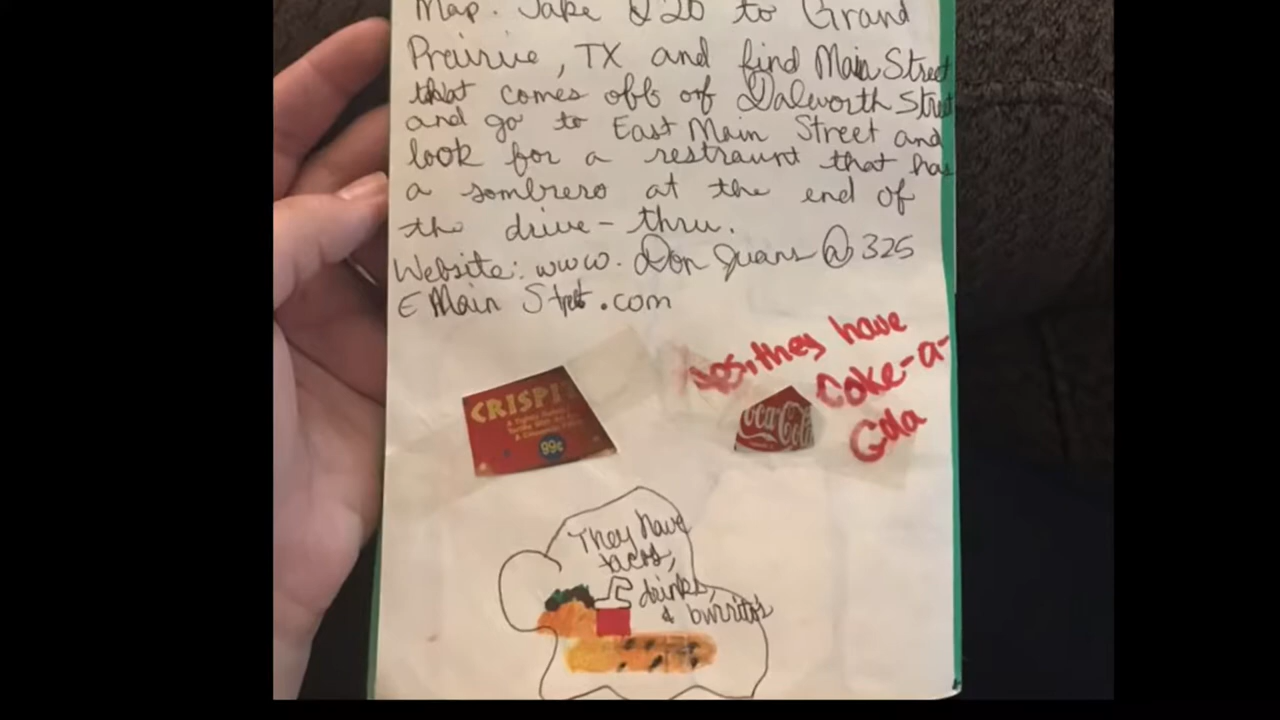 Map. Take I 20 to Grand
Prairie, TX and find Main Street
that comes off of Dalworth Street
and go to East Main Street and
look for a restraunt that has
a sombrero at the end of
the drive-thru.
Website: www. Don Juans @ 325
E Main Street.com
they have
Coke-a-
Cola
CRISPI
99¢
Coca Cola
They have
tacos,
drinks,
& burritos